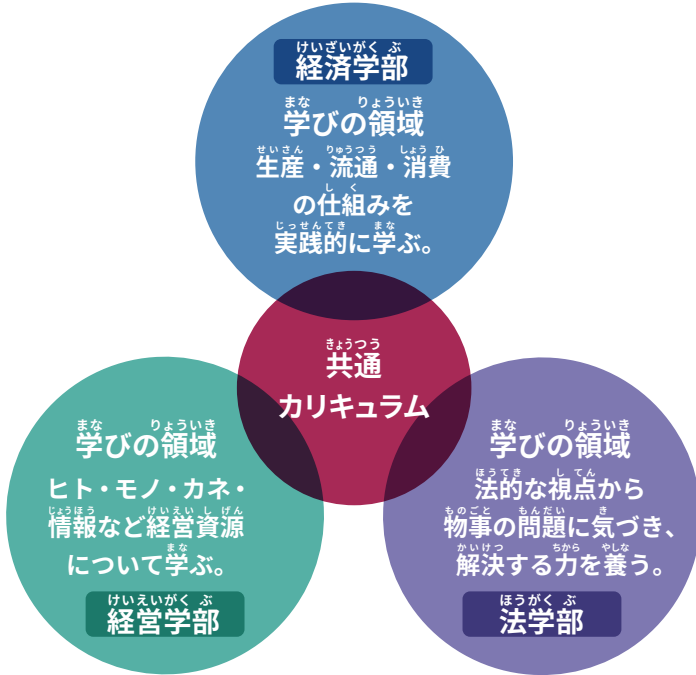 けいざいがくぶ
経済学部
まな りょういき
学びの領域
せいさん りゅうつう しょうひ
生産・流通・消費
しく
の仕組みを
じっせんてき まな
実践的に学ぶ。
きょうつう
共通
カリキュラム
まな りょういき
学びの領域
ヒト・モノ・カネ・
じょうほう けいえいしげん
情報など経営資源
まな
について学ぶ。
けいえいがくぶ
経営学部
まな りょういき
学びの領域
ほうてき してん
法的な視点から
ものごと もんだい き
物事の問題に気づき、
かいけつ ちから やしな
解決する力を養う。
ほうがくぶ
法学部